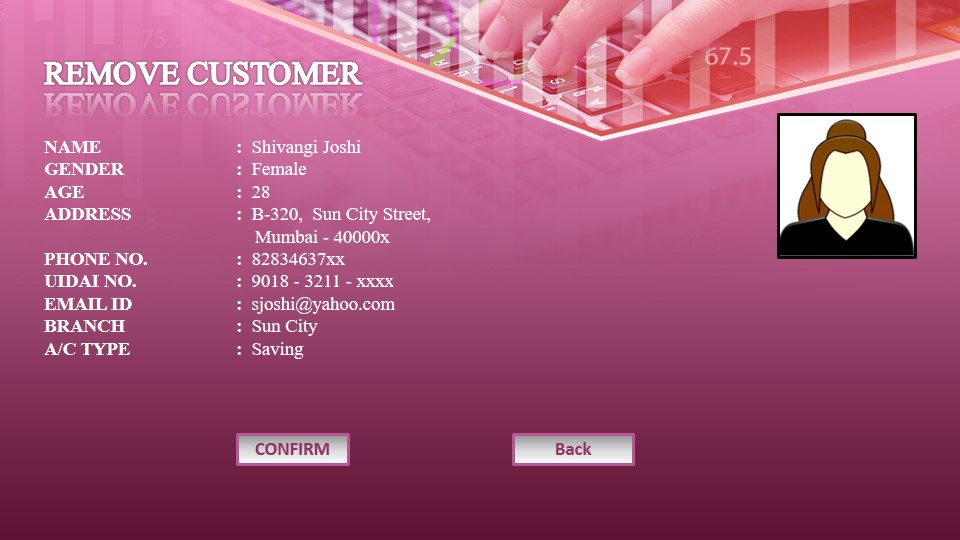 75.5
67.5
REMOVE CUSTOMER
NAME : Shivangi Joshi
GENDER : Female
AGE : 28
ADDRESS : B-320, Sun City Street,
Mumbai - 40000x
PHONE NO. : 82834637xx
UIDAI NO. : 9018 - 3211 - xxxx
EMAIL ID : sjoshi@yahoo.com
BRANCH : Sun City
A/C TYPE : Saving
CONFIRM Back